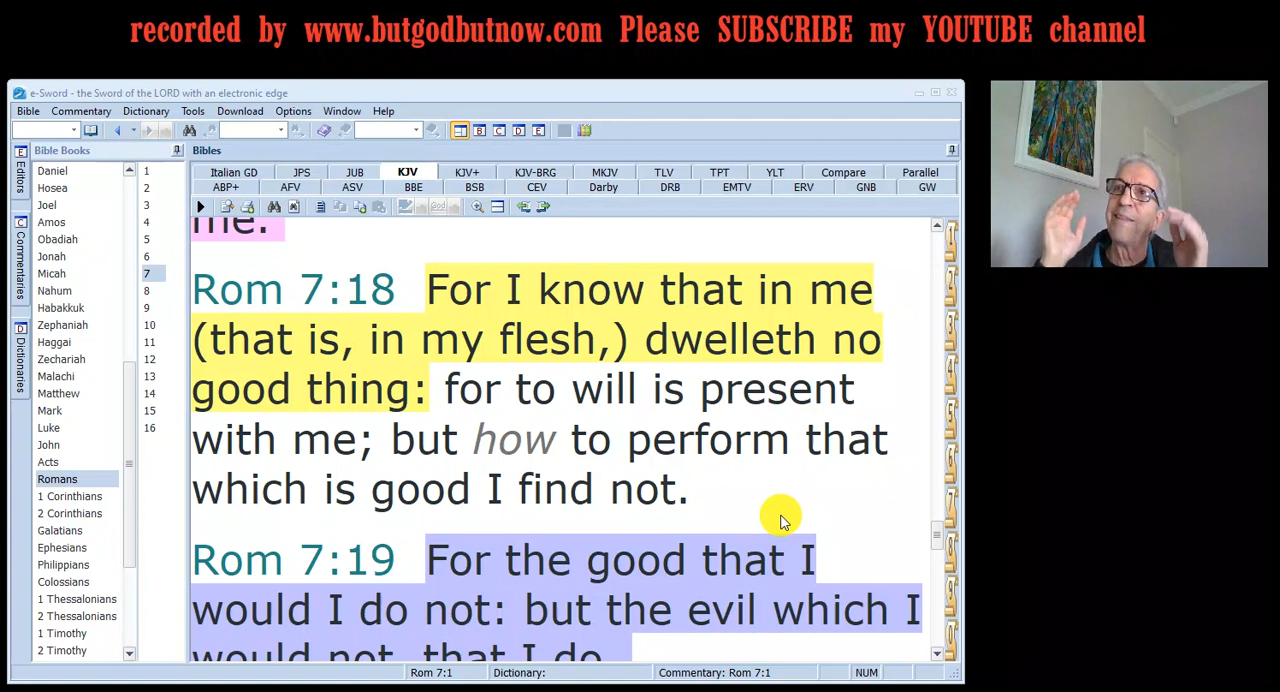 recorded by www.butgodbutnow.com Please SUBSCRIBE my YOUTUBE channel
e-Sword - the Sword of the LORD with an electronic edge
Bible Commentary Dictionary Tools Download Options Window Help
B C D E
Bible Books
Bibles
Editors
Commentaries
Dictionaries
Daniel
Hosea
Joel
Amos
Obadiah
Jonah
Micah
Nahum
Habakkuk
Zephaniah
Haggai
Zechariah
Malachi
Matthew
Mark
Luke
John
Acts
Romans
1 Corinthians
2 Corinthians
Galatians
Ephesians
Philippians
Colossians
1 Thessalonians
2 Thessalonians
1 Timothy
2 Timothy
1
2
3
4
5
6
7
8
9
10
11
12
13
14
15
16
Italian GD JPS JUB KJV KJV+ KJV-BRG MKJV TLV TPT YLT Compare Parallel
ABP+ AFV ASV BBE BSB CEV Darby DRB EMTV ERV GNB GW
me.
Rom 7:18 For I know that in me
(that is, in my flesh,) dwelleth no
good thing: for to will is present
with me; but how to perform that
which is good I find not.
Rom 7:19 For the good that I
would I do not: but the evil which I
would not, that I do.
Rom 7:1 Dictionary: Commentary: Rom 7:1 NUM